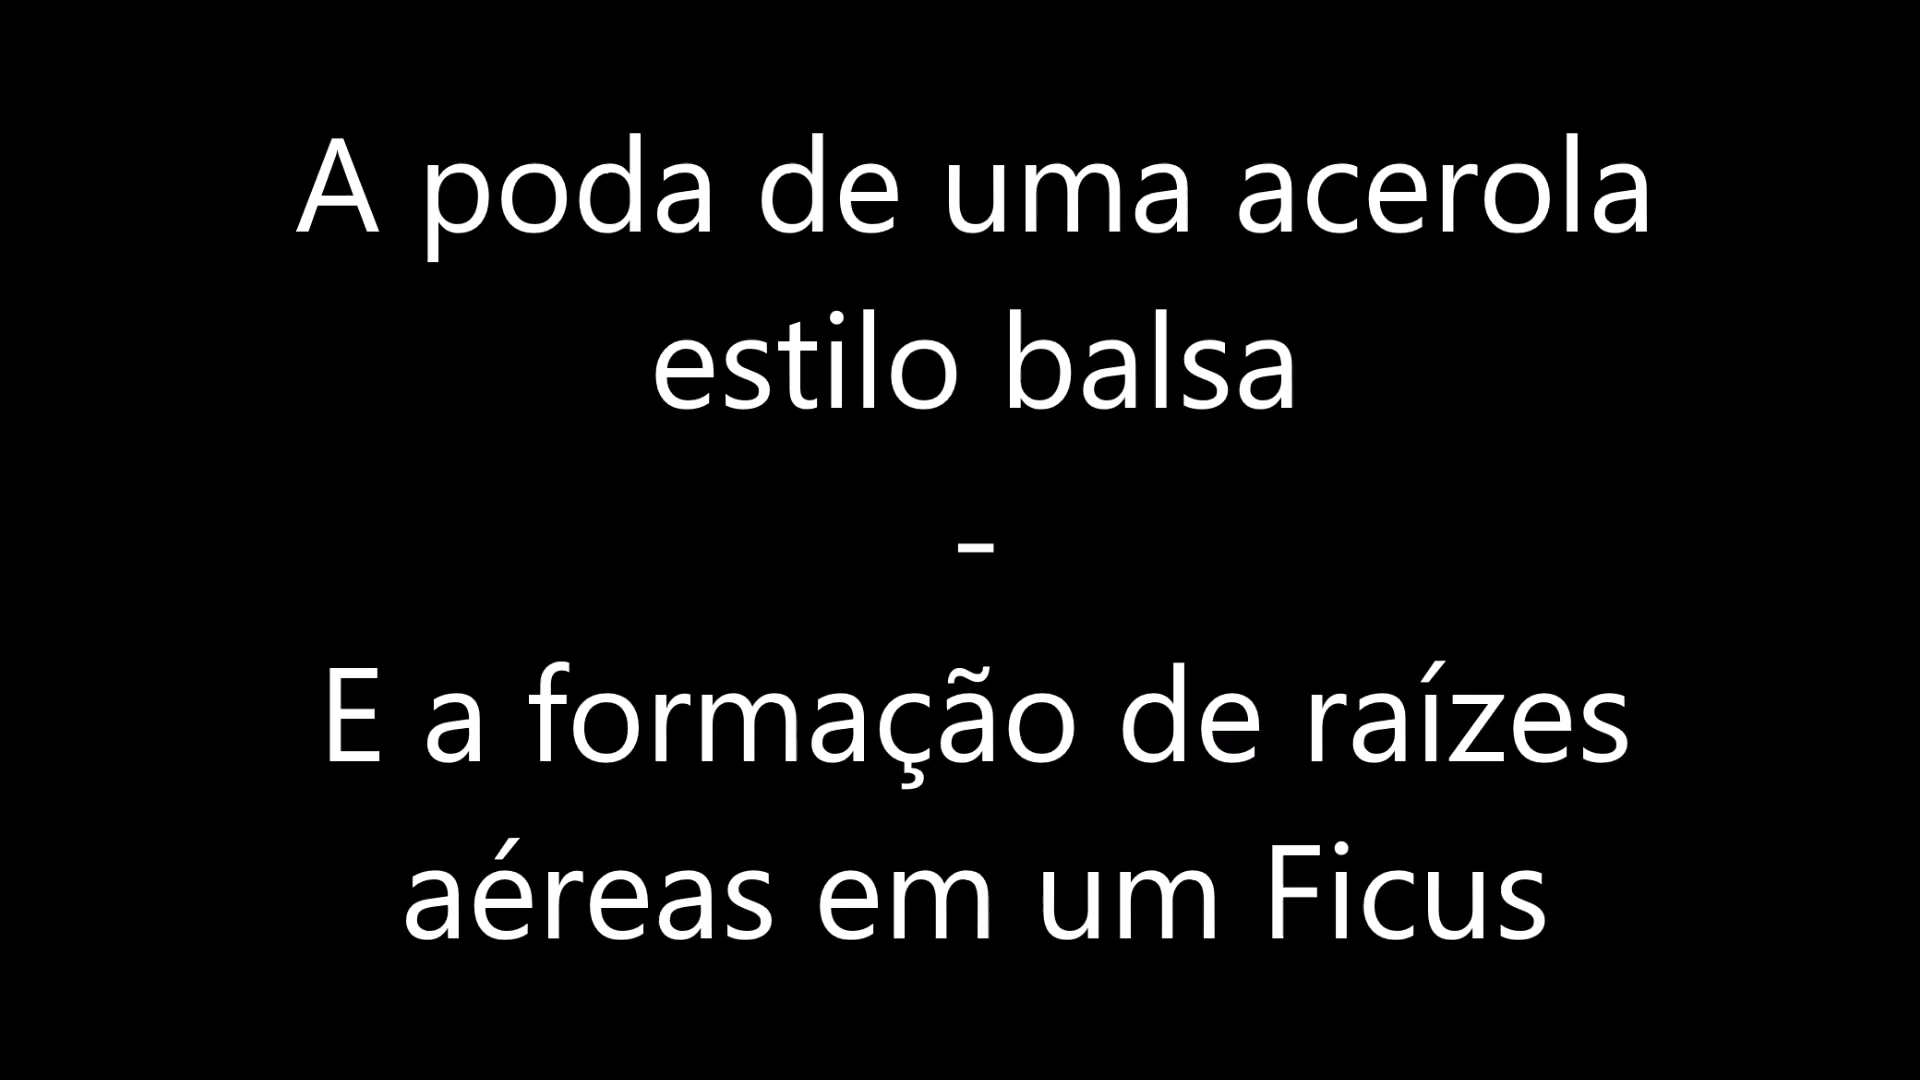 A poda de uma acerola
estilo balsa
-
E a formação de raízes
aéreas em um Ficus